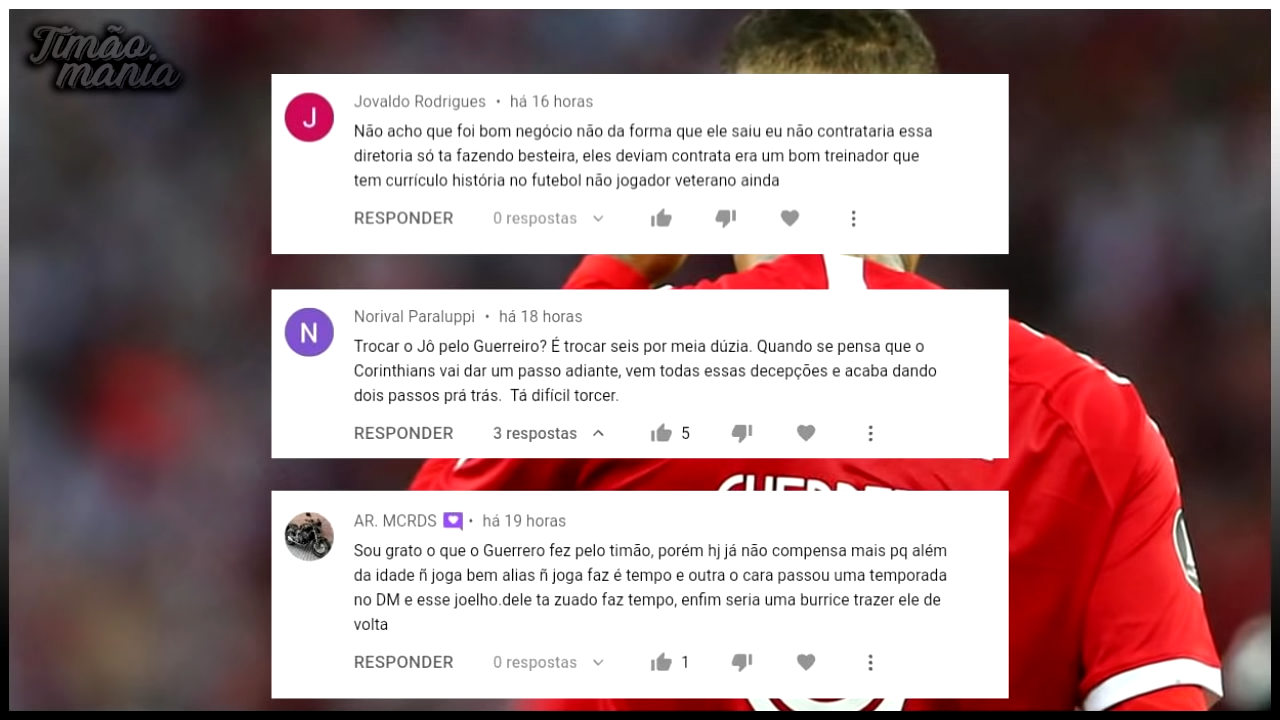 Timão
mania
J
Jovaldo Rodrigues • há 16 horas
Não acho que foi bom negócio não da forma que ele saiu eu não contrataria essa
diretoria só ta fazendo besteira, eles deviam contrata era um bom treinador que
tem currículo história no futebol não jogador veterano ainda
RESPONDER 0 respostas
N
Norival Paraluppi • há 18 horas
Trocar o Jô pelo Guerreiro? É trocar seis por meia dúzia. Quando se pensa que o
Corinthians vai dar um passo adiante, vem todas essas decepções e acaba dando
dois passos prá trás.  Tá difícil torcer.
RESPONDER 3 respostas 5
AR. MCRDS • há 19 horas
Sou grato o que o Guerrero fez pelo timão, porém hj já não compensa mais pq além
da idade ñ joga bem alias ñ joga faz é tempo e outra o cara passou uma temporada
no DM e esse joelho.dele ta zuado faz tempo, enfim seria uma burrice trazer ele de
volta
RESPONDER 0 respostas 1